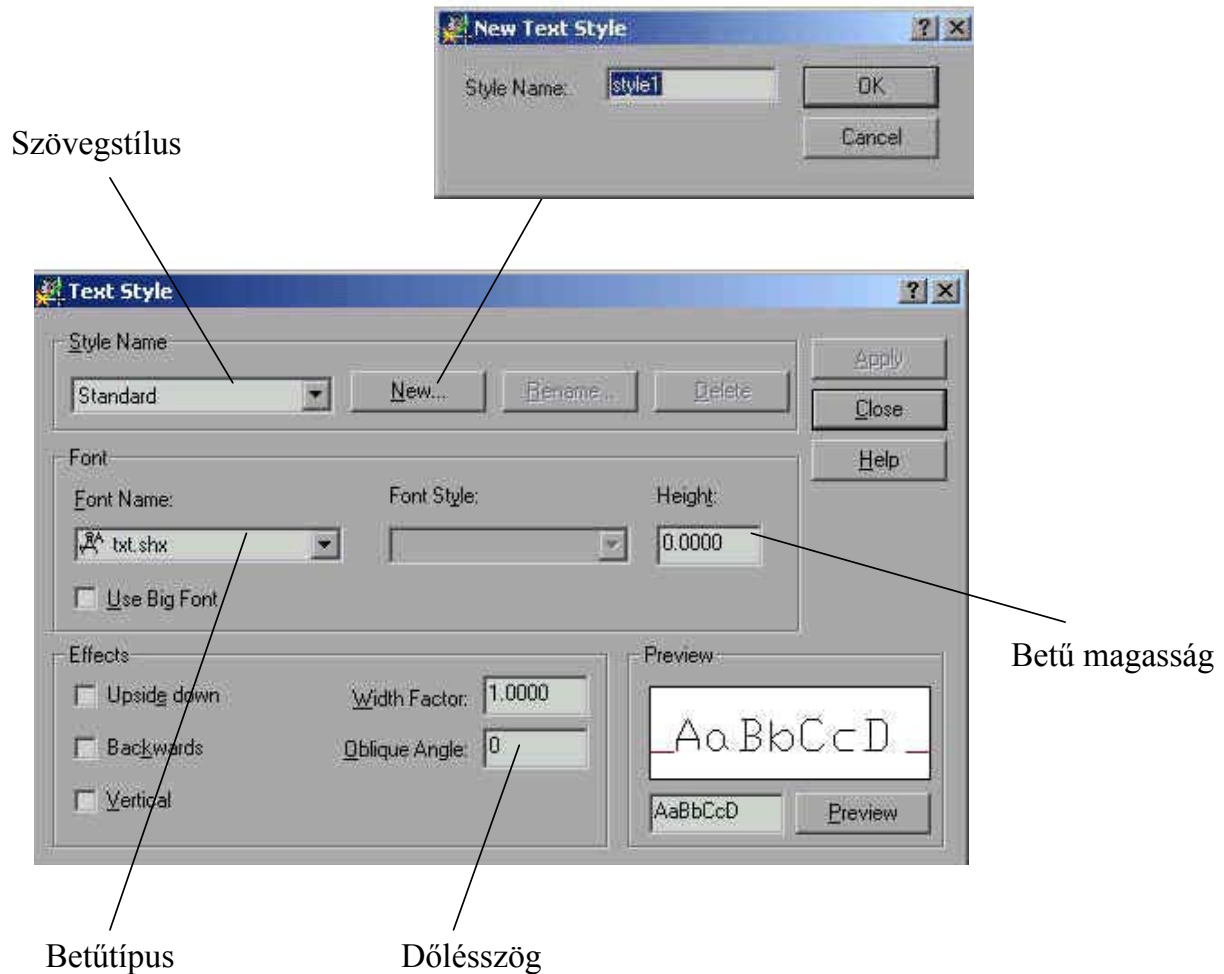 New Text Style
Style Name: style1 OK
Cancel
Szövegstílus
Text Style
Style Name
Standard New... Rename... Delete Apply
Close
Font Help
Font Name: Font Style: Height:
txt.shx 0.0000
Use Big Font
Betű magasság
Effects Preview
Upside down Width Factor: 1.0000
AaBbCcD
Backwards Oblique Angle: 0
Vertical
AaBbCcD Preview
Betűtípus Dőlésszög